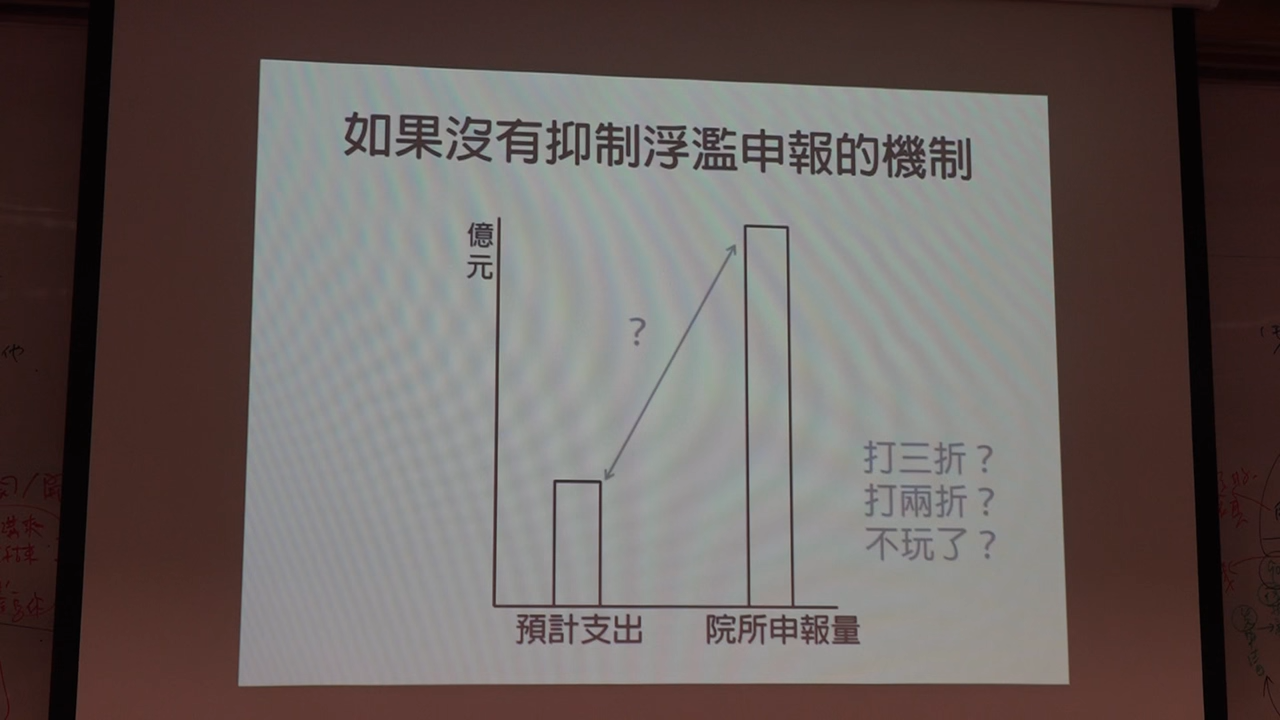 如果沒有抑制浮濫申報的機制
億
元
?
打三折？
打兩折？
不玩了？
預計支出
院所申報量